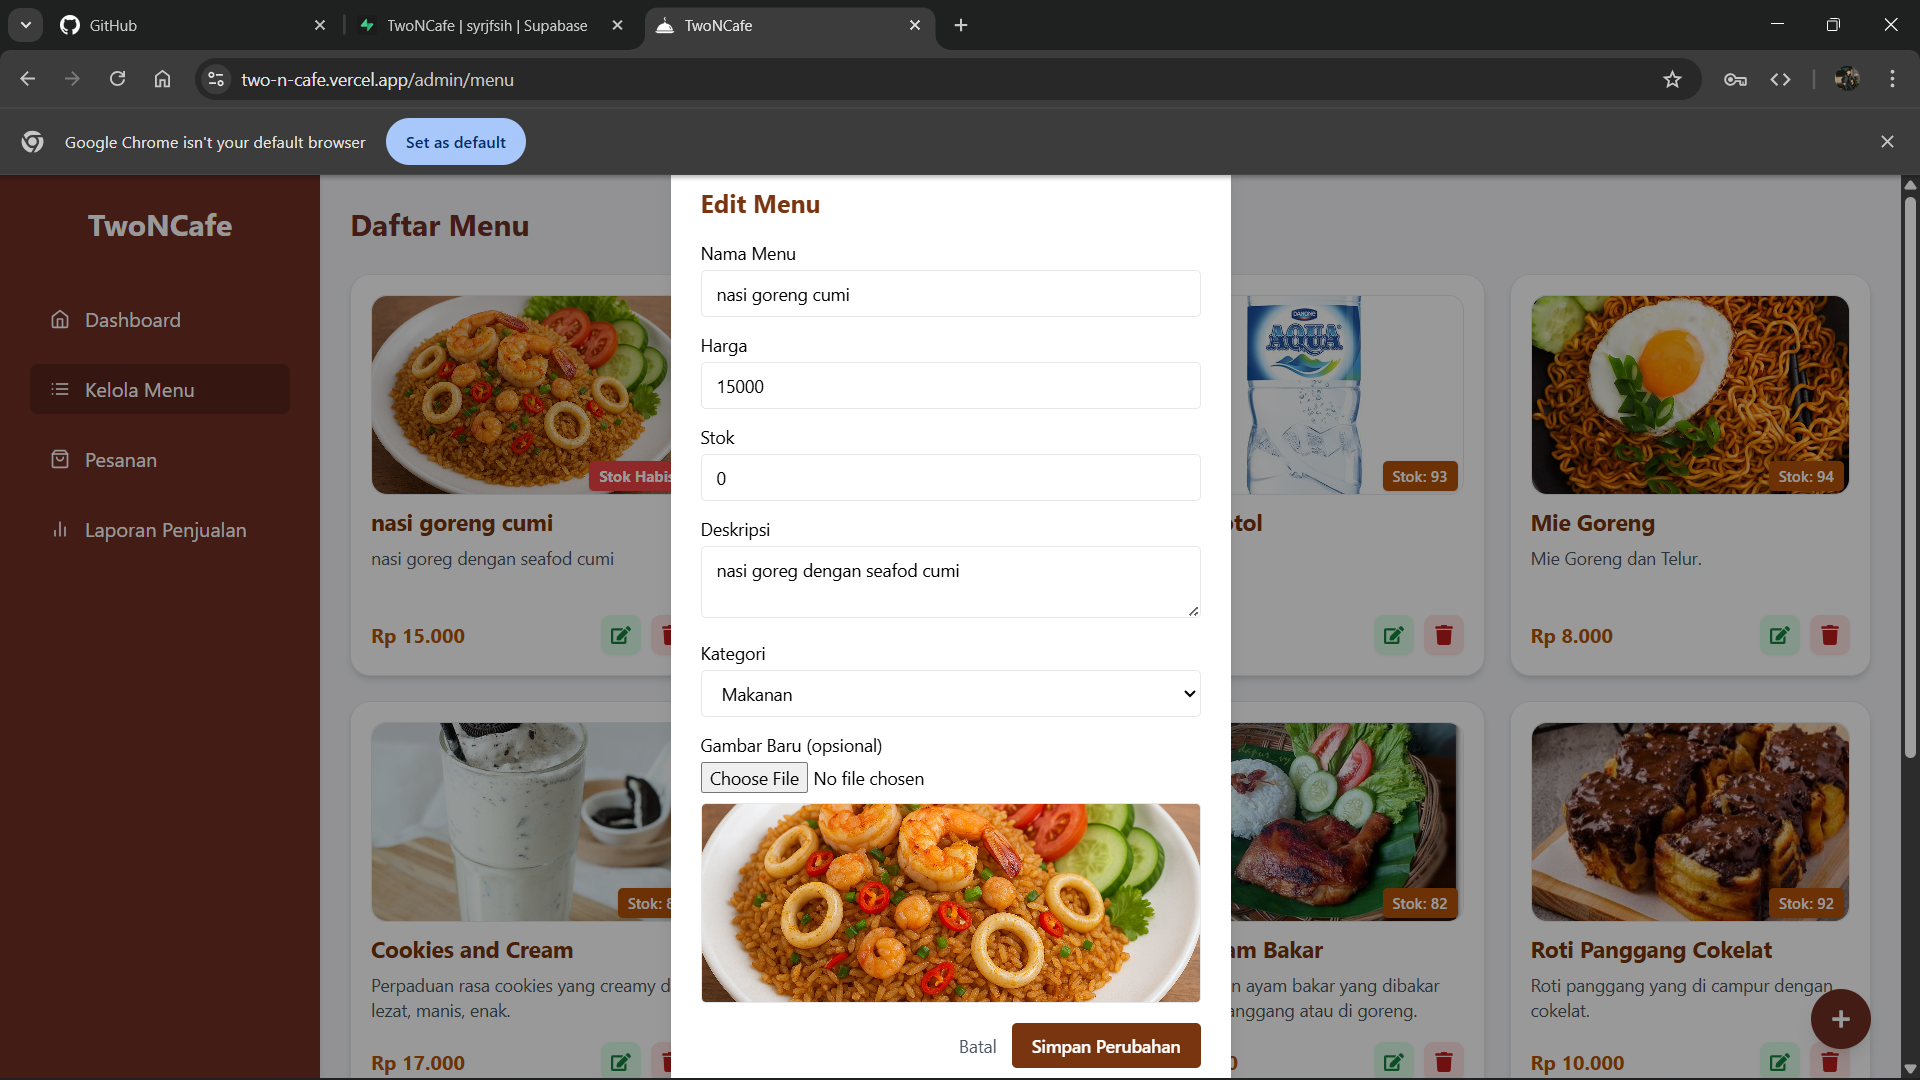 GitHub
TwoNCafe | syrjfsih | Supabase
TwoNCafe
two-n-cafe.vercel.app/admin/menu
Google Chrome isn't your default browser
Set as default
TwoNCafe
Dashboard
Kelola Menu
Pesanan
Laporan Penjualan
Daftar Menu
Stok Habis
nasi goreng cumi
nasi goreg dengan seafod cumi
Rp 15.000
Edit Menu
Nama Menu
nasi goreng cumi
Harga
15000
Stok
0
Deskripsi
nasi goreg dengan seafod cumi
Kategori
Makanan
Gambar Baru (opsional)
Choose File No file chosen
Batal
Simpan Perubahan
DANONE
AQUA
Stok: 93
Stok: 94
Mie Goreng
Mie Goreng dan Telur.
Rp 8.000
Stok: 8
Cookies and Cream
Perpaduan rasa cookies yang creamy d
lezat, manis, enak.
Rp 17.000
Stok: 82
Bakar
ayam bakar yang dibakar
atau di goreng.
Stok: 92
Roti Panggang Cokelat
Roti panggang yang di campur dengan
cokelat.
Rp 10.000